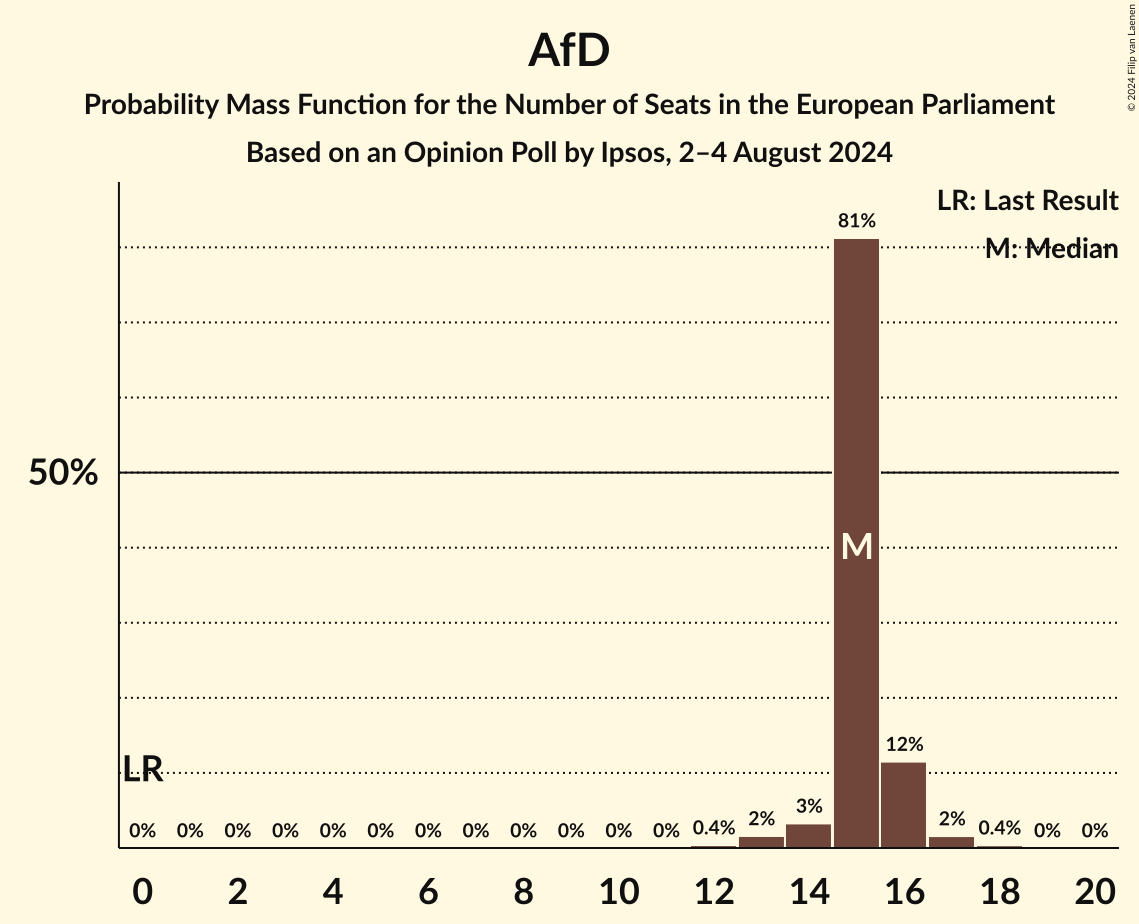 AfD
Probability Mass Function for the Number of Seats in the European Parliament
Based on an Opinion Poll by Ipsos, 2–4 August 2024
© 2024 Filip van Laenen
LR: Last Result
M: Median
81%
50%
M
12%
LR
0% 0% 0% 0% 0% 0% 0% 0% 0% 0% 0% 0% 0.4% 2% 3% 2% 0.4% 0% 0%
0 2 4 6 8 10 12 14 16 18 20